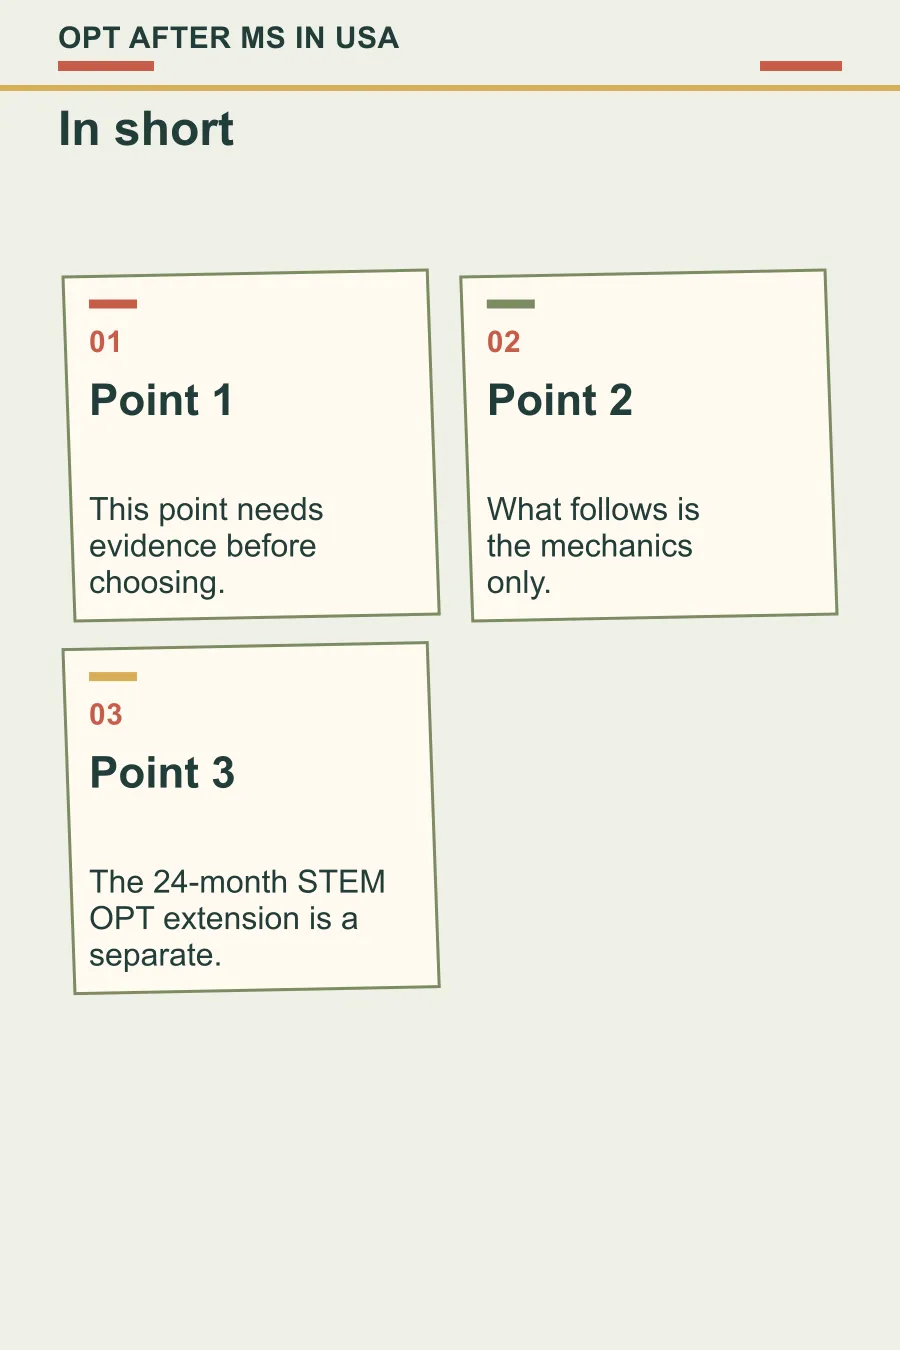 OPT AFTER MS IN USA
In short
01
Point 1
This point needs
evidence before
choosing.
02
Point 2
What follows is
the mechanics
only.
03
Point 3
The 24-month STEM
OPT extension is a
separate.